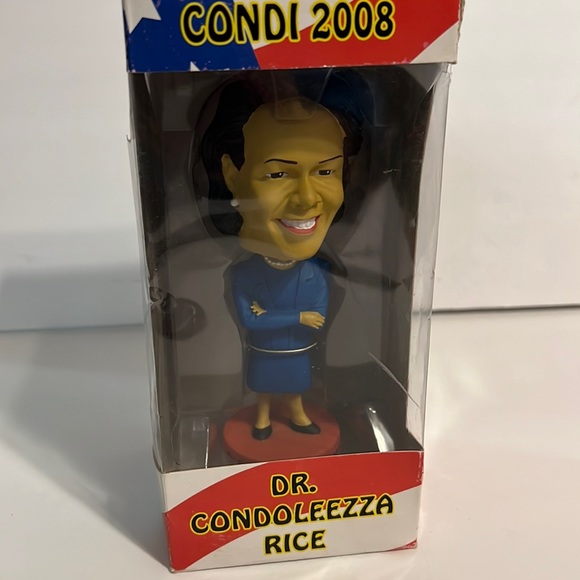 CONDI 2008
DR.
CONDOLEEZZA
RICE